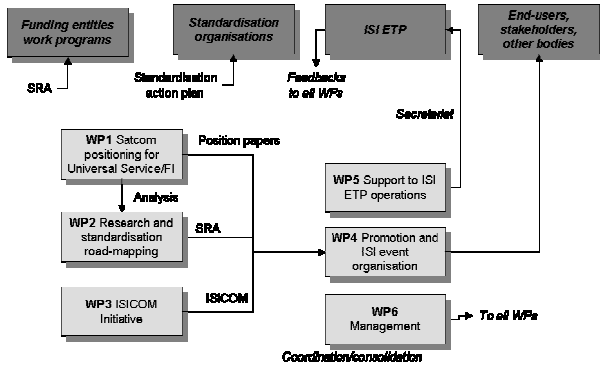 Funding entities
work programs
Standardisation
organisations
ISI ETP
End-users,
stakeholders,
other bodies
SRA
Standardisation
action plan
Feedbacks
to all WPs
Secretariat
WP1 Satcom
positioning for
Universal Service/FI
Position papers
Analysis
WP5 Support to ISI
ETP operations
WP2 Research and
standardisation
road-mapping
SRA
WP4 Promotion and
ISI event
organisation
WP3 ISICOM
Initiative
ISICOM
WP6
Management
To all WPs
Coordination/consolidation